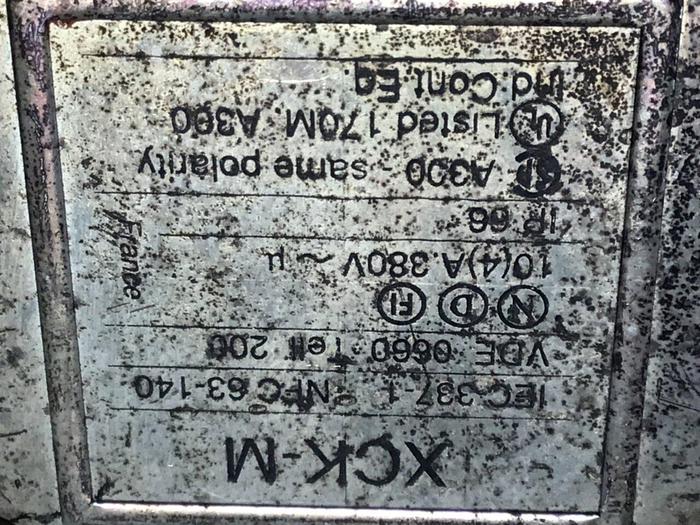 XCK-M
IEC 337-1 NFC 63-140
VDE 0660 Teil 200
N D FI
10(4)A 380V ~ µ
France
IP 66
A300 - same polarity
UL Listed 170M A300
Ind Cont Eq.